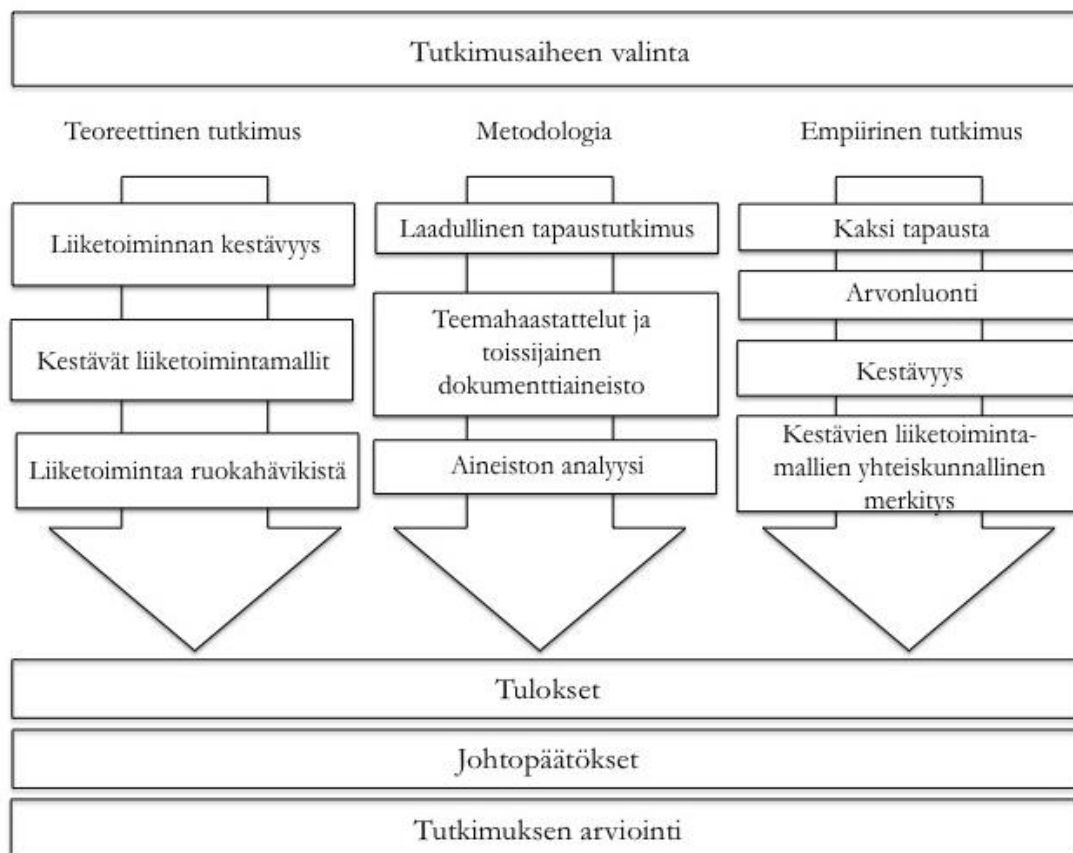 Tutkimusaiheen valinta
Teoreettinen tutkimus
Metodologia
Empiirinen tutkimus
Liiketoiminnan kestävyys
Kestävät liiketoimintamallit
Liiketoimintaa ruokahävikistä
Laadullinen tapaustutkimus
Teemahaastattelut ja
toissijainen
dokumenttiaineisto
Aineiston analyysi
Kaksi tapausta
Arvonluonti
Kestävyys
Kestävien liiketoiminta-
mallien yhteiskunnallinen
merkitys
Tulokset
Johtopäätökset
Tutkimuksen arviointi